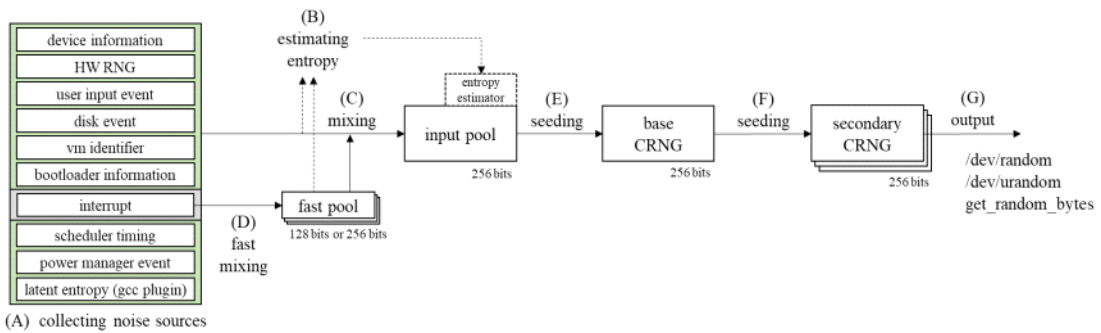 device information
HW RNG
user input event
disk event
vm identifier
bootloader information
interrupt
scheduler timing
power manager event
latent entropy (gcc plugin)
(A) collecting noise sources
(B)
estimating
entropy
(C)
mixing
(D)
fast
mixing
fast pool
128 bits or 256 bits
entropy
estimator
input pool
256 bits
(E)
seeding
base
CRNG
256 bits
(F)
seeding
secondary
CRNG
256 bits
(G)
output
/dev/random
/dev/urandom
get_random_bytes